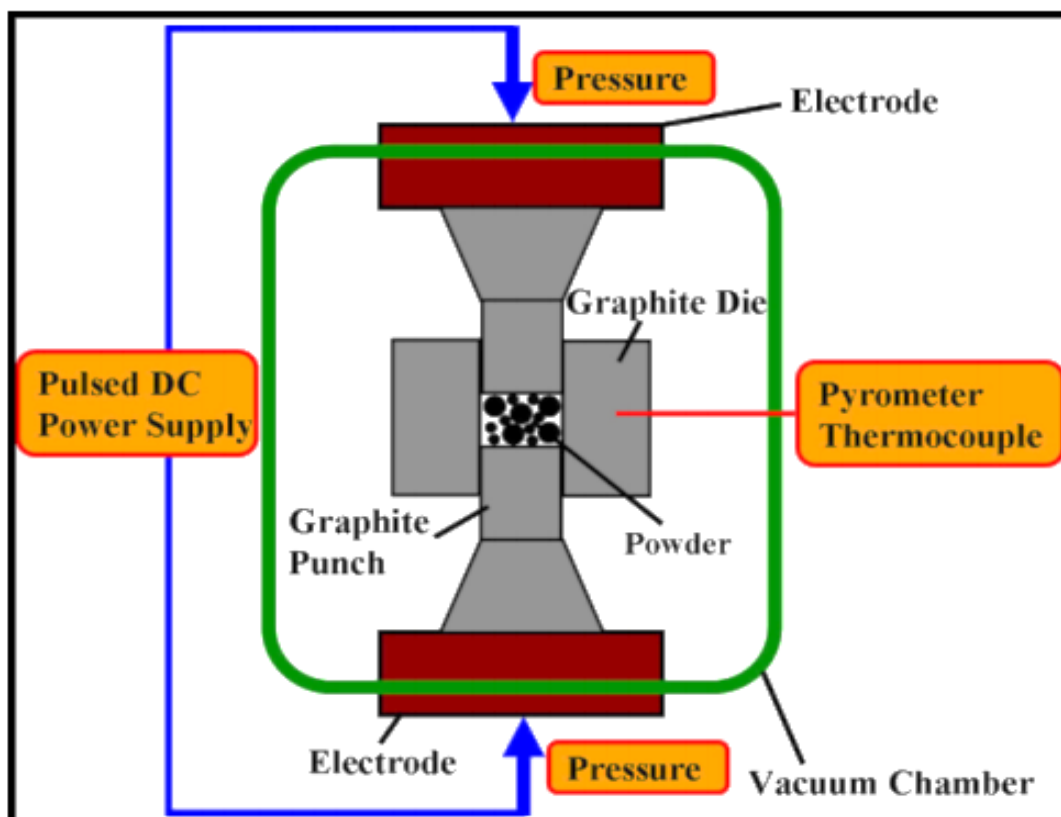 Pressure
Electrode
Graphite Die
Pulsed DC
Power Supply
Pyrometer
Thermocouple
Graphite
Punch
Powder
Electrode
Pressure
Vacuum Chamber